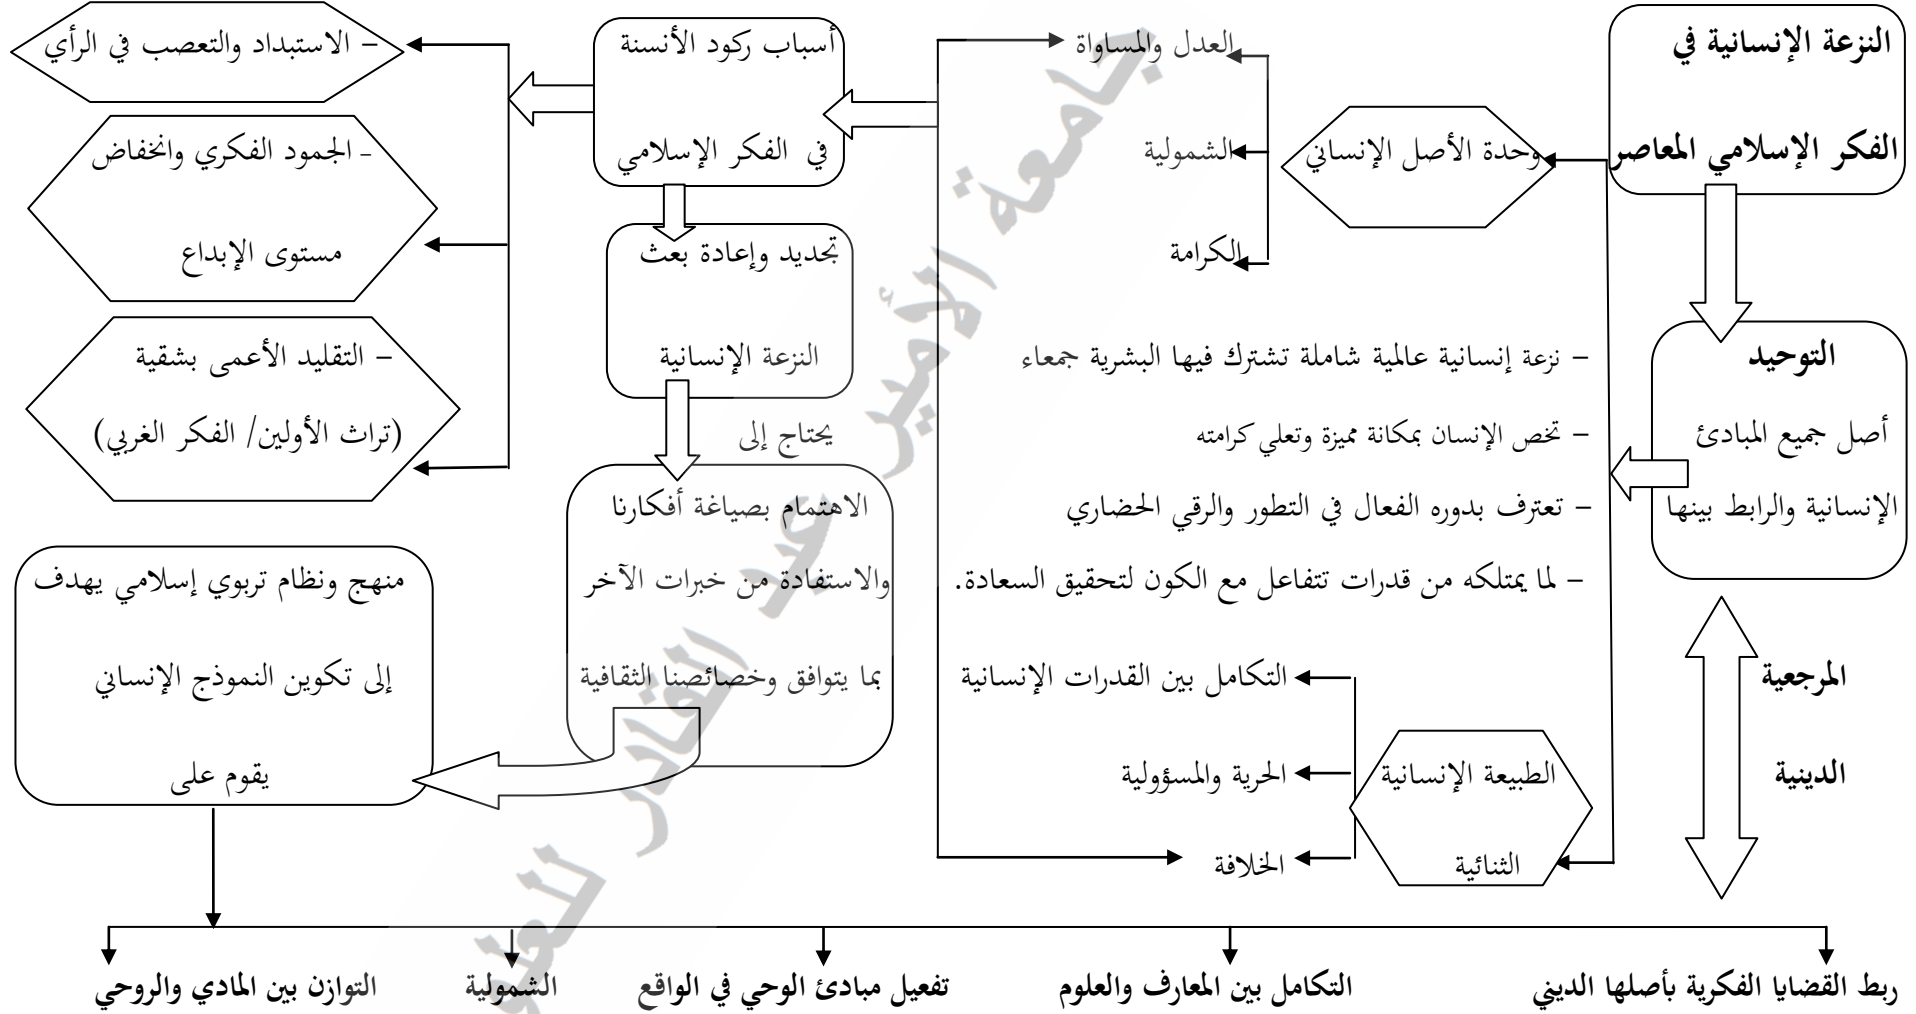 النزعة الإنسانية في
الفكر الإسلامي المعاصر
التوحيد
أصل جميع المبادئ
الإنسانية والرابط بينها
المرجعية
الدينية
وحدة الأصل الإنساني
العدل والمساواة
الشمولية
الكرامة
– نزعة إنسانية عالمية شاملة تشترك فيها البشرية جمعاء
– تخص الإنسان بمكانة مميزة وتعلي كرامته
– تعترف بدوره الفعال في التطور والرقي الحضاري
– لما يمتلكه من قدرات تتفاعل مع الكون لتحقيق السعادة.
الطبيعة الإنسانية
الثنائية
التكامل بين القدرات الإنسانية
الحرية والمسؤولية
الخلافة
أسباب ركود الأنسنة
في الفكر الإسلامي
– الاستبداد والتعصب في الرأي
- الجمود الفكري وانخفاض
مستوى الإبداع
– التقليد الأعمى بشقية
(تراث الأولين/ الفكر الغربي)
تجديد وإعادة بعث
النزعة الإنسانية
يحتاج إلى
الاهتمام بصياغة أفكارنا
والاستفادة من خبرات الآخر
بما يتوافق وخصائصنا الثقافية
منهج ونظام تربوي إسلامي يهدف
إلى تكوين النموذج الإنساني
يقوم على
ربط القضايا الفكرية بأصلها الديني
التكامل بين المعارف والعلوم
تفعيل مبادئ الوحي في الواقع
الشمولية
التوازن بين المادي والروحي
جامعة الأمير عبد القادر للعلو